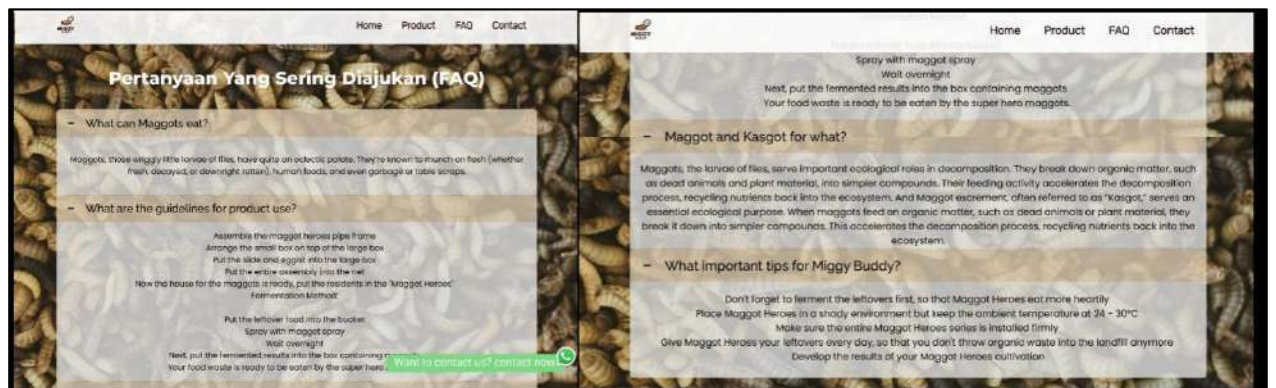 MIGGY
Home Product FAQ Contact
Pertanyaan Yang Sering Diajukan (FAQ)
− What can Maggots eat?
Maggots, those wriggly little larvae of flies, have quite an eclectic palate. They're known to munch on flesh (whether
fresh, decayed, or downright rotten), human foods, and even garbage or table scraps.
− What are the guidelines for product use?
Assemble the maggot heroes pipe frame
Arrange the small box on top of the large box
Put the slide and eggist into the large box
Put the entire assembly into the net
Now the house for the maggots is ready, put the residents in the "Maggot Heroes"
Fermentation Method:
Put the leftover food into the bucket
Spray with maggot spray
Wait overnight
Next, put the fermented results into the box containing
Your food waste is ready to be eaten by the super hero
Want to contact us? contact now
MIGGY
Home Product FAQ Contact
Spray with maggot spray
Wait overnight
Next, put the fermented results into the box containing maggots
Your food waste is ready to be eaten by the super hero maggots.
− Maggot and Kasgot for what?
Maggots, the larvae of flies, serve important ecological roles in decomposition. They break down organic matter, such
as dead animals and plant material, into simpler compounds. Their feeding activity accelerates the decomposition
process, recycling nutrients back into the ecosystem. And Maggot excrement, often referred to as "Kasgot," serves an
essential ecological purpose. When maggots feed on organic matter, such as dead animals or plant material, they
break it down into simpler compounds. This accelerates the decomposition process, recycling nutrients back into the
ecosystem.
− What important tips for Miggy Buddy?
Don't forget to ferment the leftovers first, so that Maggot Heroes eat more heartily
Place Maggot Heroes in a shady environment but keep the ambient temperature at 24 - 30°C
Make sure the entire Maggot Heroes series is installed firmly
Give Maggot Heroes your leftovers every day, so that you don't throw organic waste into the landfill anymore
Develop the results of your Maggot Heroes cultivation